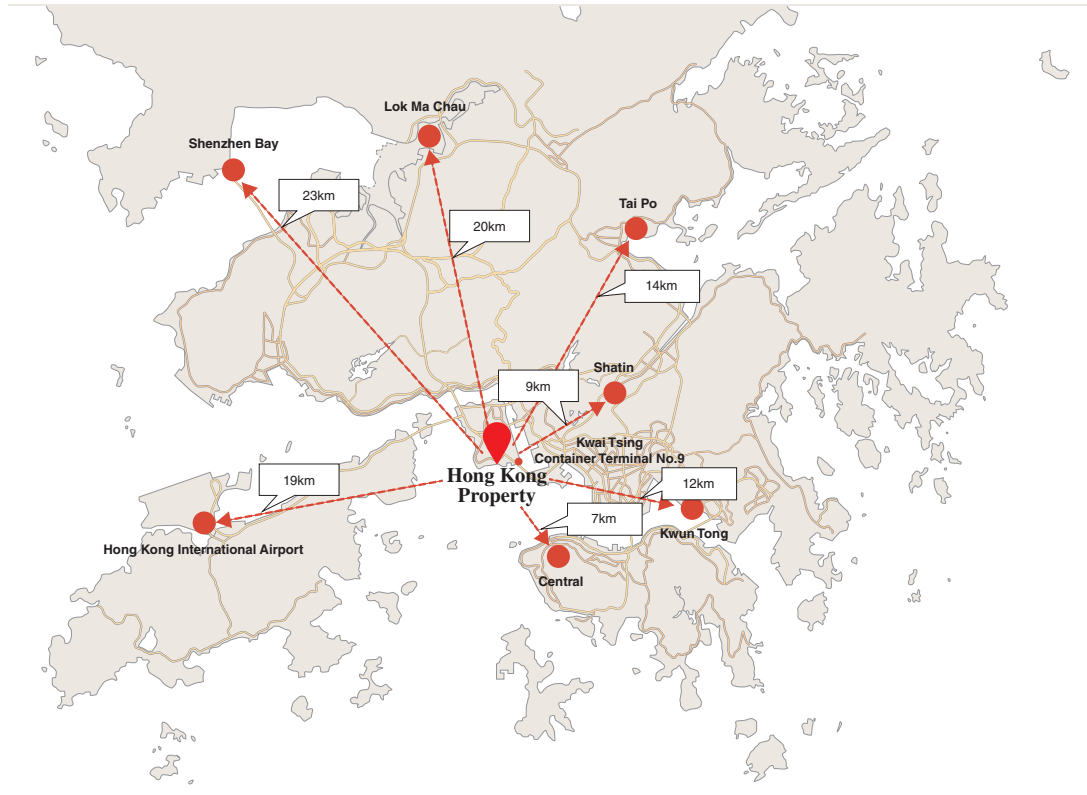 Lok Ma Chau
Shenzhen Bay
23km
Tai Po
20km
14km
Shatin
9km
Kwai Tsing
Container Terminal No.9
Hong Kong
Property
19km
12km
7km
Kwun Tong
Hong Kong International Airport
Central